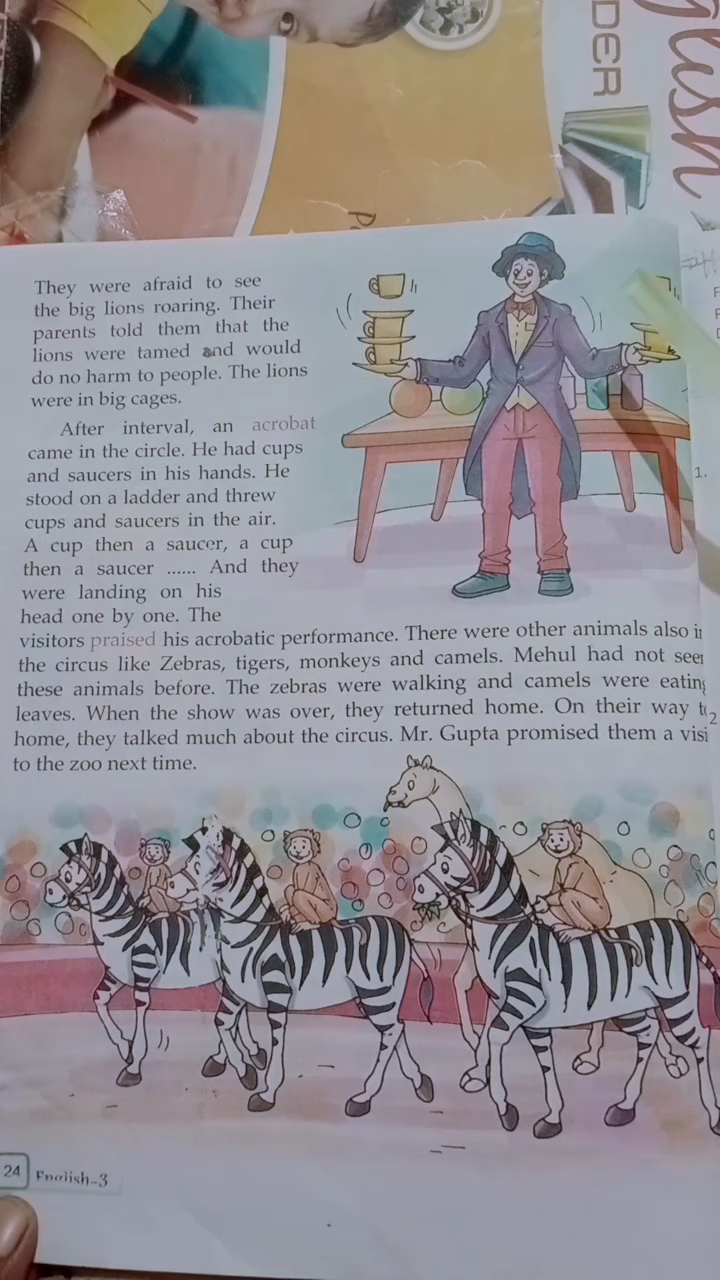 DER
glish
They were afraid to see
the big lions roaring. Their
parents told them that the
lions were tamed and would
do no harm to people. The lions
were in big cages.
After interval, an acrobat
came in the circle. He had cups
and saucers in his hands. He
stood on a ladder and threw
cups and saucers in the air.
A cup then a saucer, a cup
then a saucer ...... And they
were landing on his
head one by one. The
visitors praised his acrobatic performance. There were other animals also
the circus like Zebras, tigers, monkeys and camels. Mehul had not
these animals before. The zebras were walking and camels were
leaves. When the show was over, they returned home. On their way
home, they talked much about the circus. Mr. Gupta promised them a
to the zoo next time.
1.
2
24 English-3